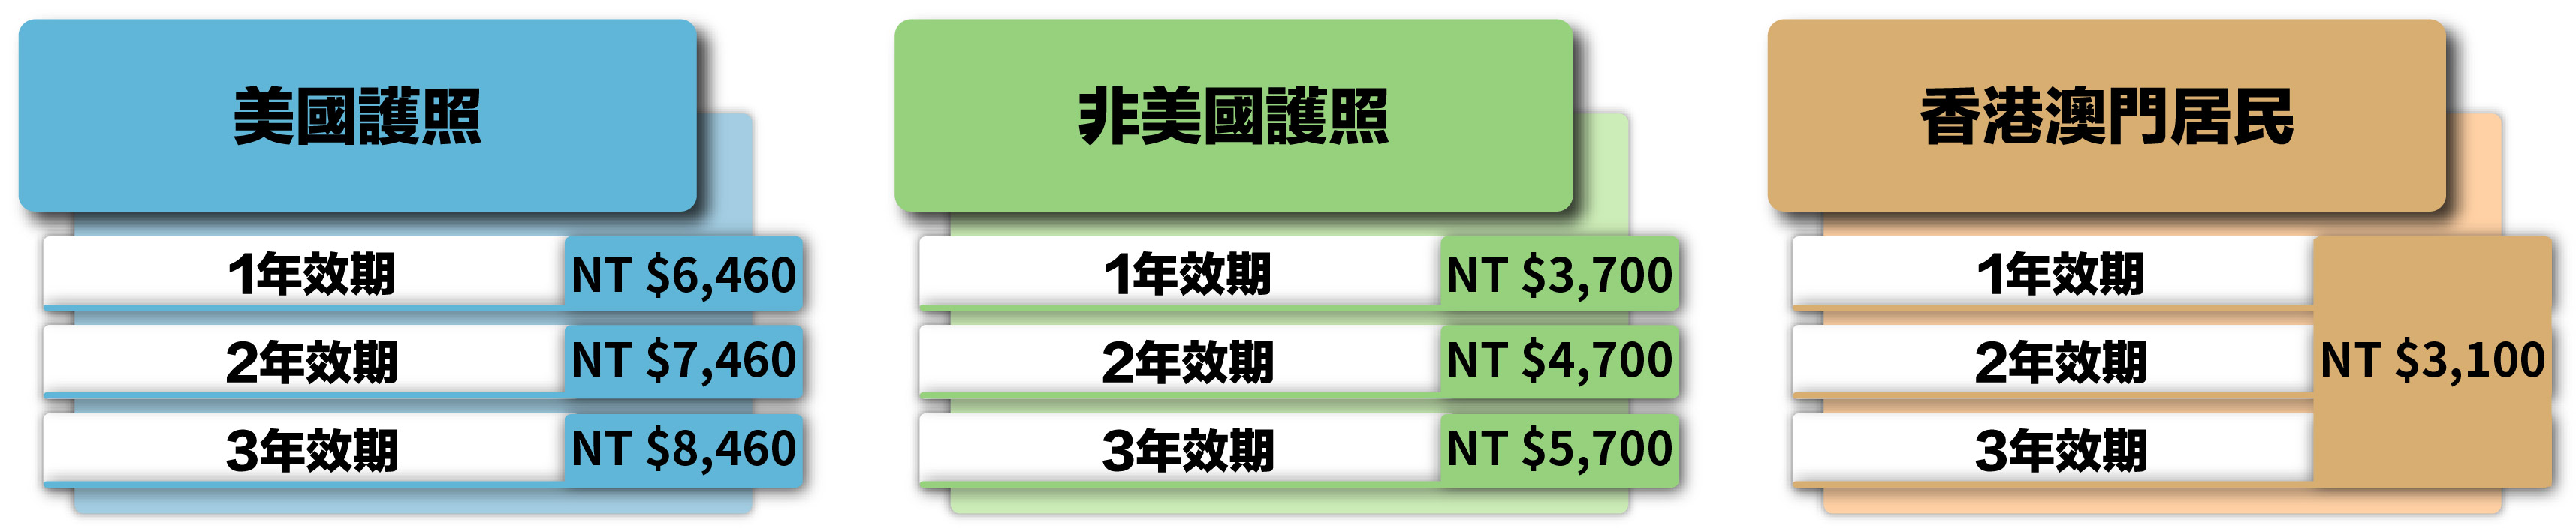 美國護照
1年效期 NT $6,460
2年效期 NT $7,460
3年效期 NT $8,460
非美國護照
1年效期 NT $3,700
2年效期 NT $4,700
3年效期 NT $5,700
香港澳門居民
1年效期
2年效期 NT $3,100
3年效期